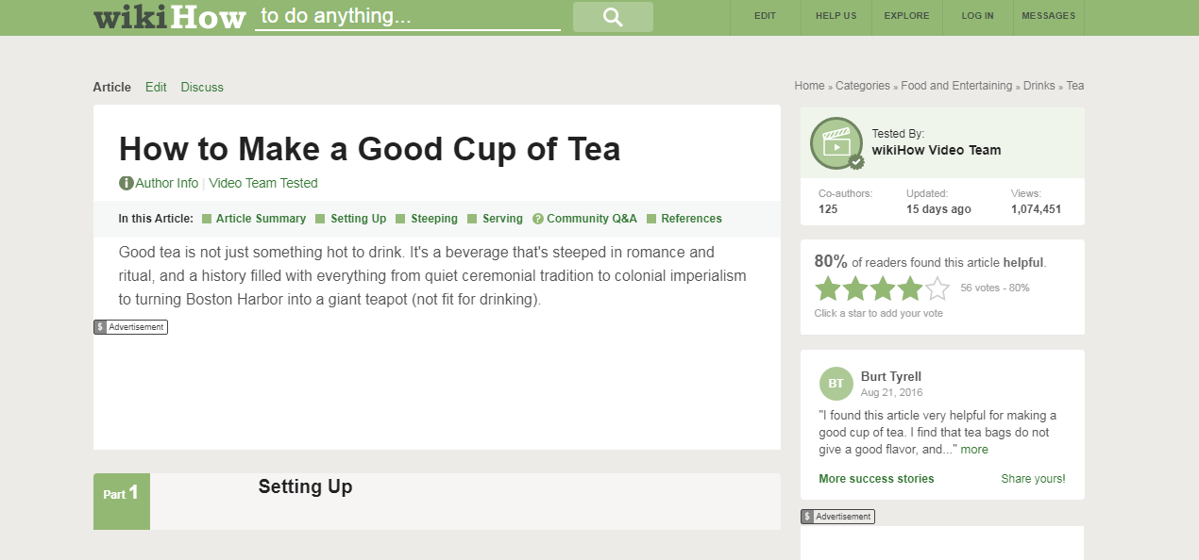 wikiHow to do anything...
EDIT HELP US EXPLORE LOG IN MESSAGES
Article Edit Discuss
Home » Categories » Food and Entertaining » Drinks » Tea
How to Make a Good Cup of Tea
Author Info | Video Team Tested
In this Article: Article Summary Setting Up Steeping Serving ? Community Q&A References
Good tea is not just something hot to drink. It's a beverage that's steeped in romance and
ritual, and a history filled with everything from quiet ceremonial tradition to colonial imperialism
to turning Boston Harbor into a giant teapot (not fit for drinking).
$ Advertisement
Part 1
Setting Up
Tested By:
wikiHow Video Team
Co-authors: Updated: Views:
125 15 days ago 1,074,451
80% of readers found this article helpful.
56 votes - 80%
Click a star to add your vote
BT
Burt Tyrell
Aug 21, 2016
"I found this article very helpful for making a
good cup of tea. I find that tea bags do not
give a good flavor, and..." more
More success stories Share yours!
$ Advertisement